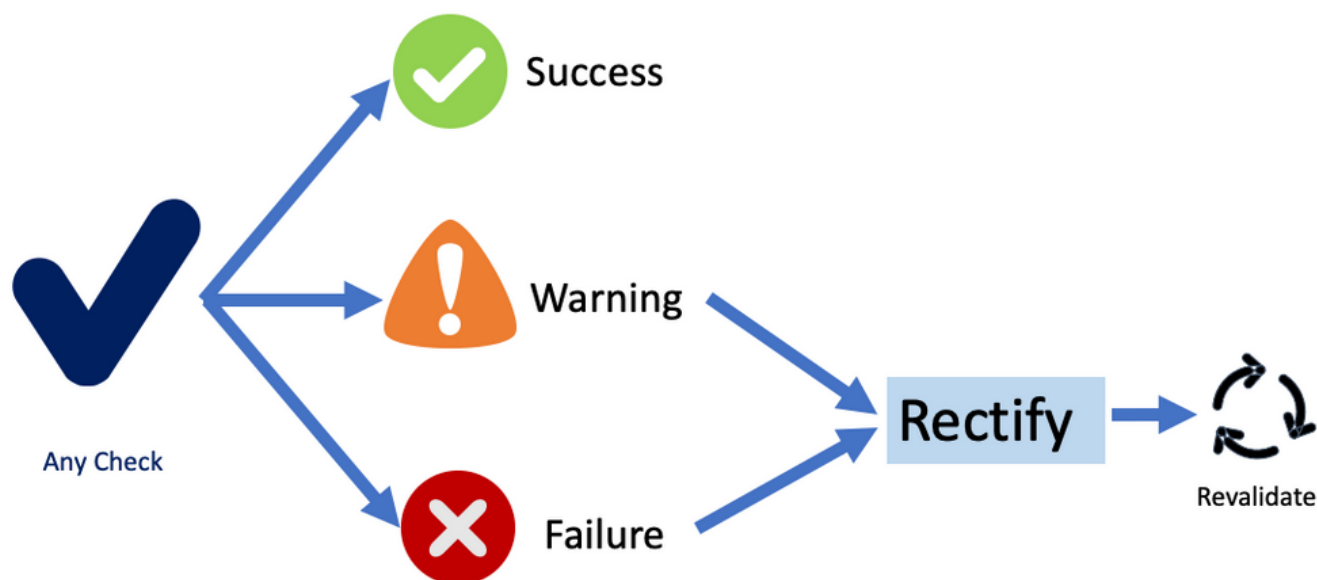 Success
Warning
Rectify
Any Check
Revalidate
Failure